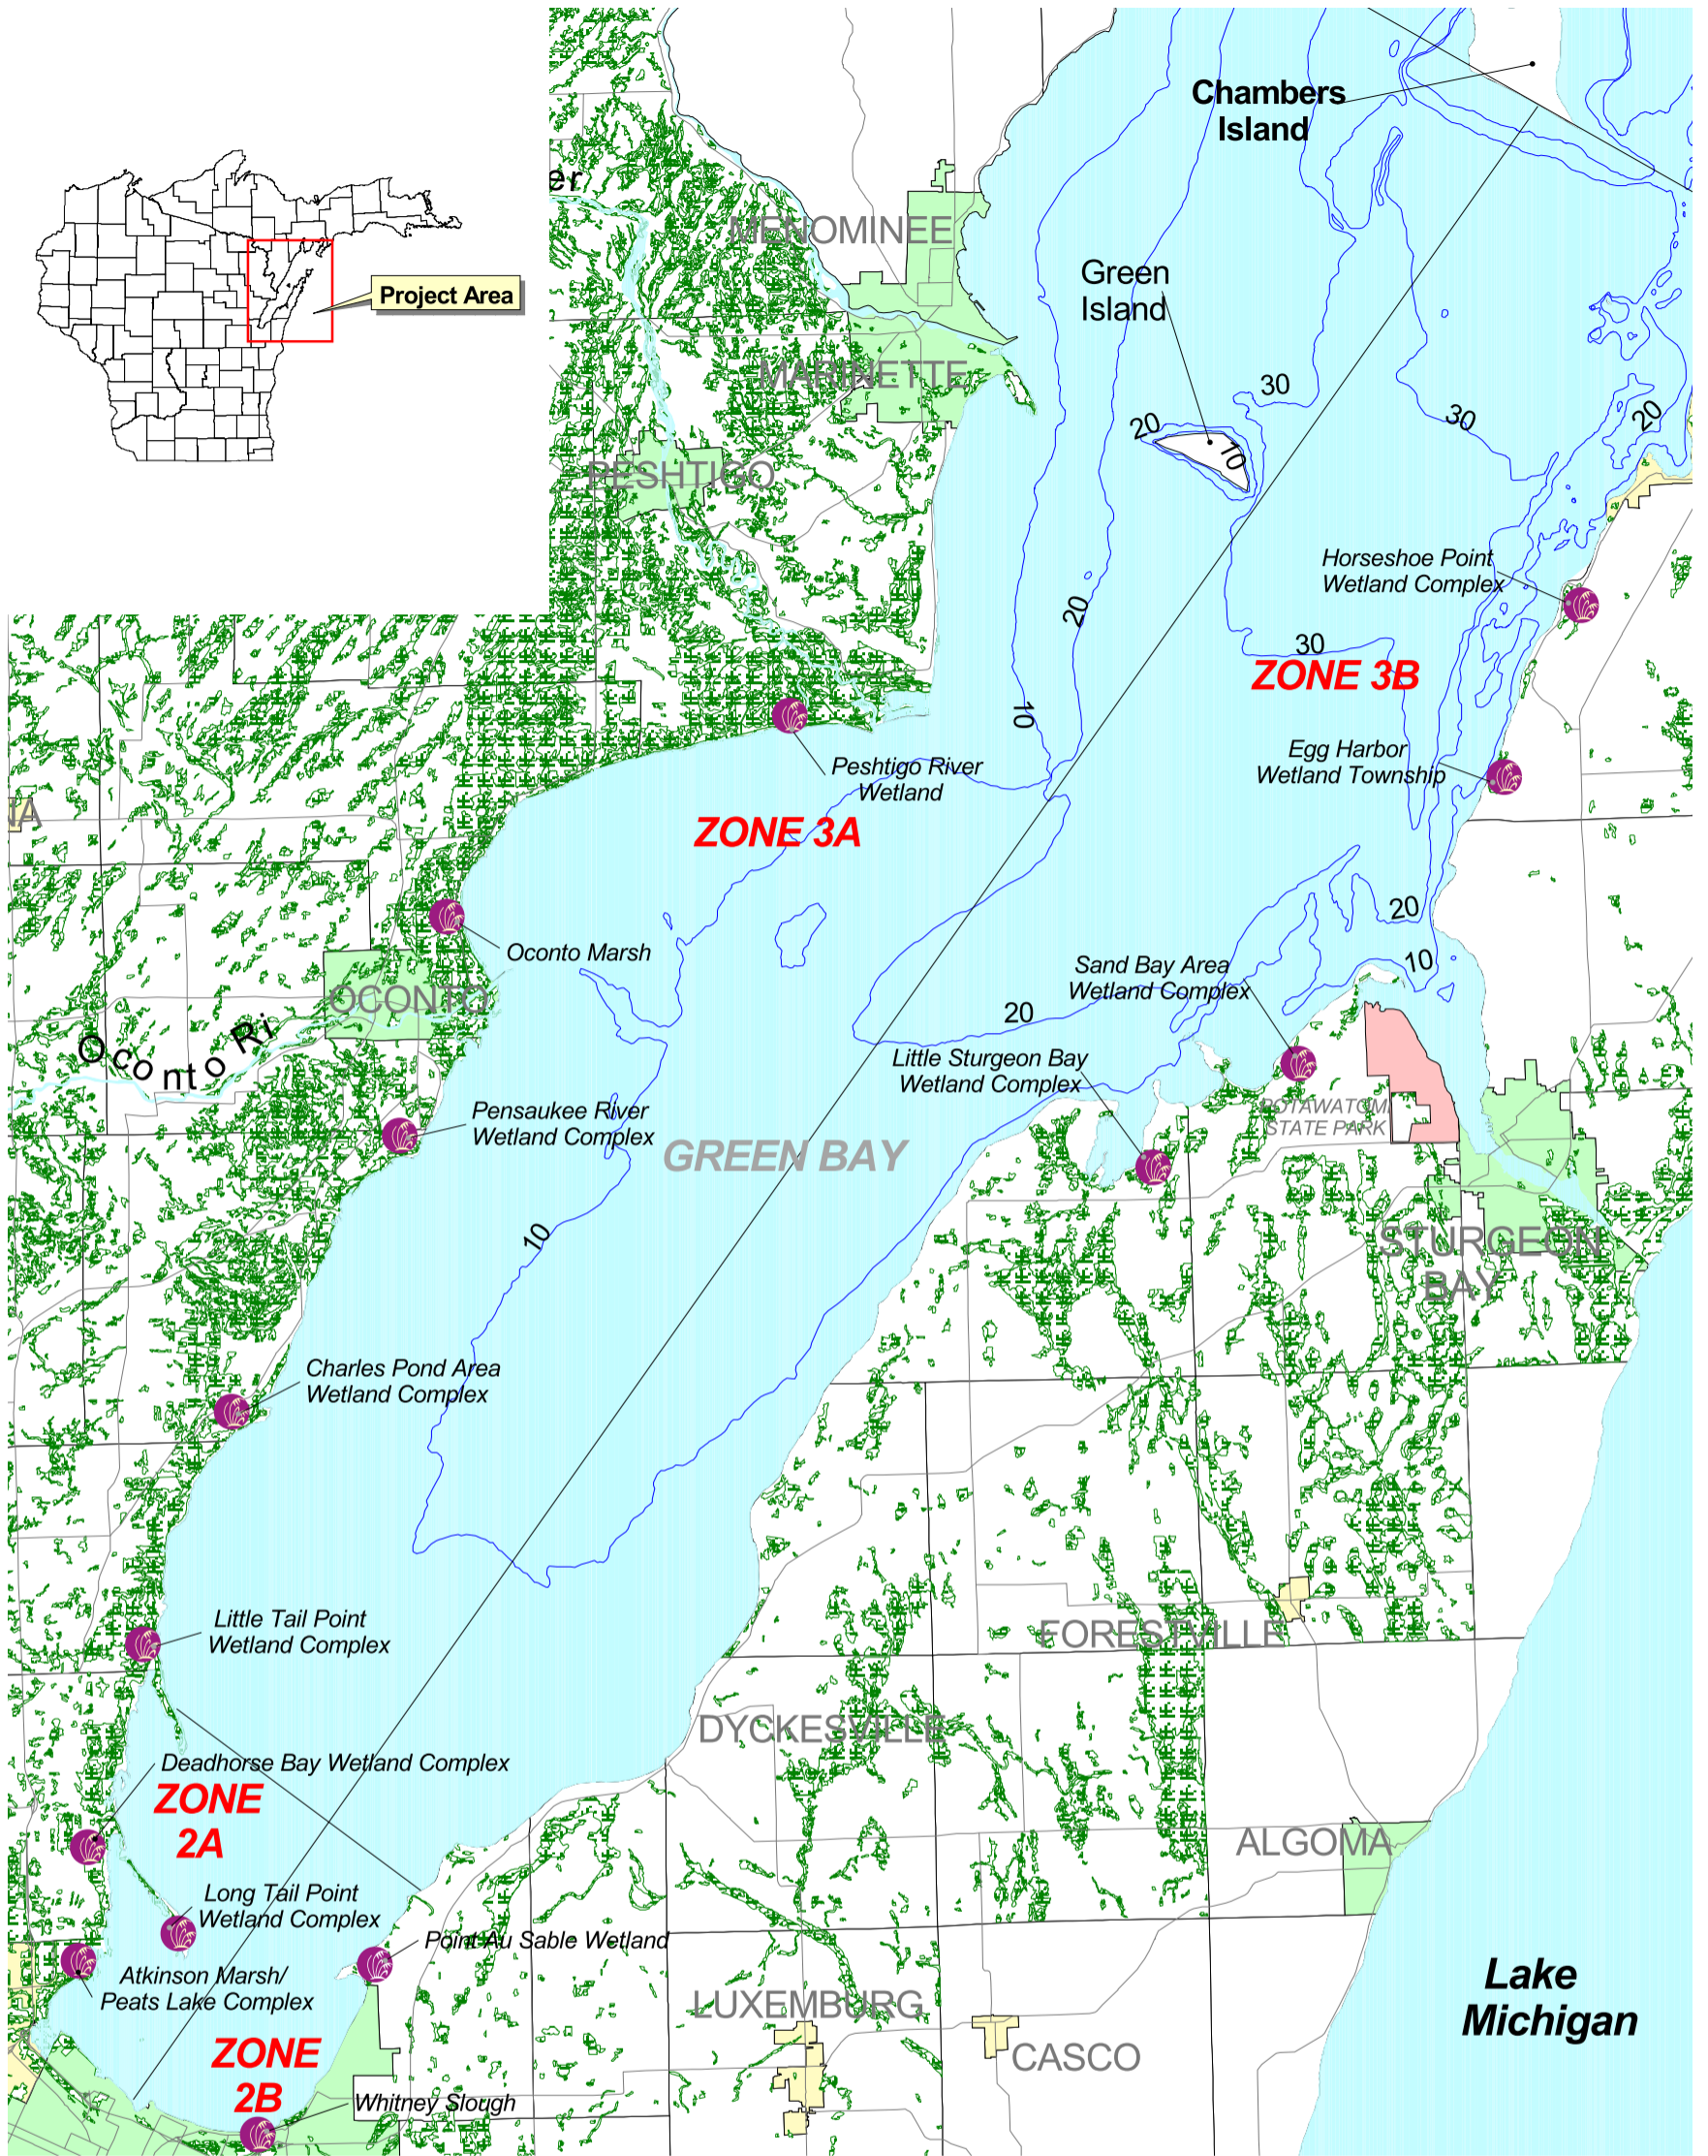 Chambers
Island
er
MENOMINEE
Green
Island
Project Area
MARINETTE
30
20
30
20
10
PESHTIGO
Horseshoe Point
Wetland Complex
20
30
ZONE 3B
10
Egg Harbor
Wetland Township
Peshtigo River
Wetland
NA
ZONE 3A
20
Oconto Marsh
10
Sand Bay Area
Wetland Complex
OCONTO
20
Oconto Ri
Little Sturgeon Bay
Wetland Complex
POTAWATOMI
STATE PARK
Pensaukee River
Wetland Complex
GREEN BAY
10
STURGEON
BAY
Charles Pond Area
Wetland Complex
Little Tail Point
Wetland Complex
FORESTVILLE
DYCKESVILLE
Deadhorse Bay Wetland Complex
ZONE
2A
ALGOMA
Long Tail Point
Wetland Complex
Point Au Sable Wetland
Atkinson Marsh/
Peats Lake Complex
Lake
Michigan
LUXEMBURG
CASCO
ZONE
2B
Whitney Slough